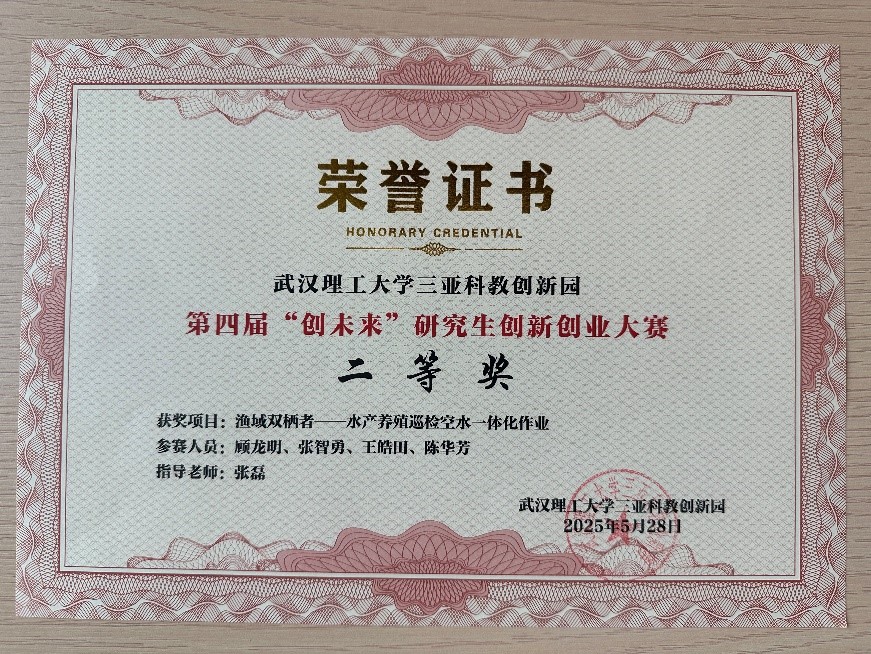 荣誉证书
HONORARY CREDENTIAL
武汉理工大学三亚科教创新园
第四届“创未来”研究生创新创业大赛
二等奖
获奖项目：渔域双栖者——水产养殖巡检空水一体化作业
参赛人员：顾龙明、张智勇、王皓田、陈华芳
指导老师：张磊
武汉理工大学三亚科教创新园
2025年5月28日